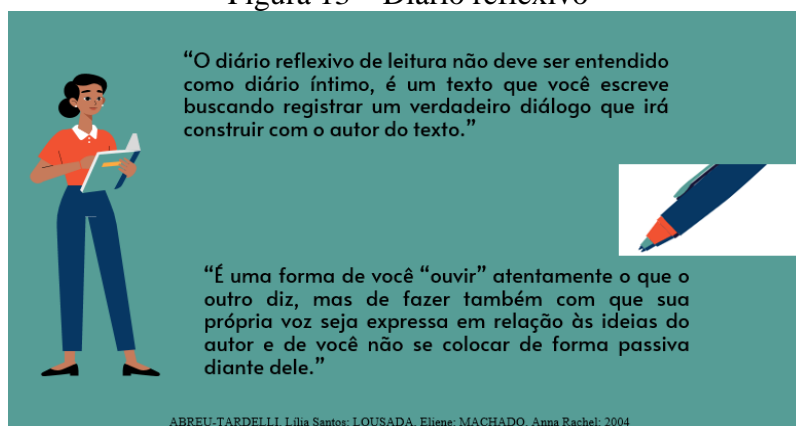 Figura 13 – Diário reflexivo
“O diário reflexivo de leitura não deve ser entendido
como diário íntimo, é um texto que você escreve
buscando registrar um verdadeiro diálogo que irá
construir com o autor do texto.”
“É uma forma de você “ouvir” atentamente o que o
outro diz, mas de fazer também com que sua
própria voz seja expressa em relação às ideias do
autor e de você não se colocar de forma passiva
diante dele.”
ABREU-TARDELLI, Lília Santos; LOUSADA, Eliene; MACHADO, Anna Rachel; 2004